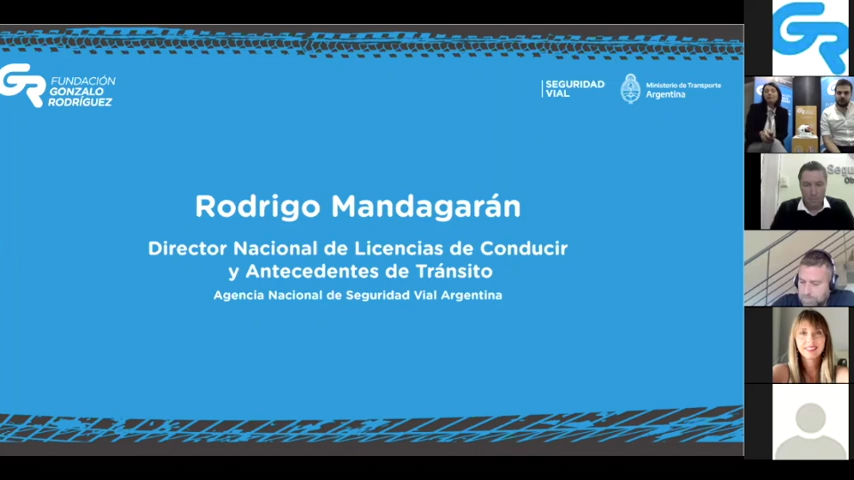 FUNDACIÓN
GONZALO
RODRÍGUEZ
SEGURIDAD
VIAL
Ministerio de Transporte
Argentina
Rodrigo Mandagarán
Director Nacional de Licencias de Conducir
y Antecedentes de Tránsito
Agencia Nacional de Seguridad Vial Argentina
GR